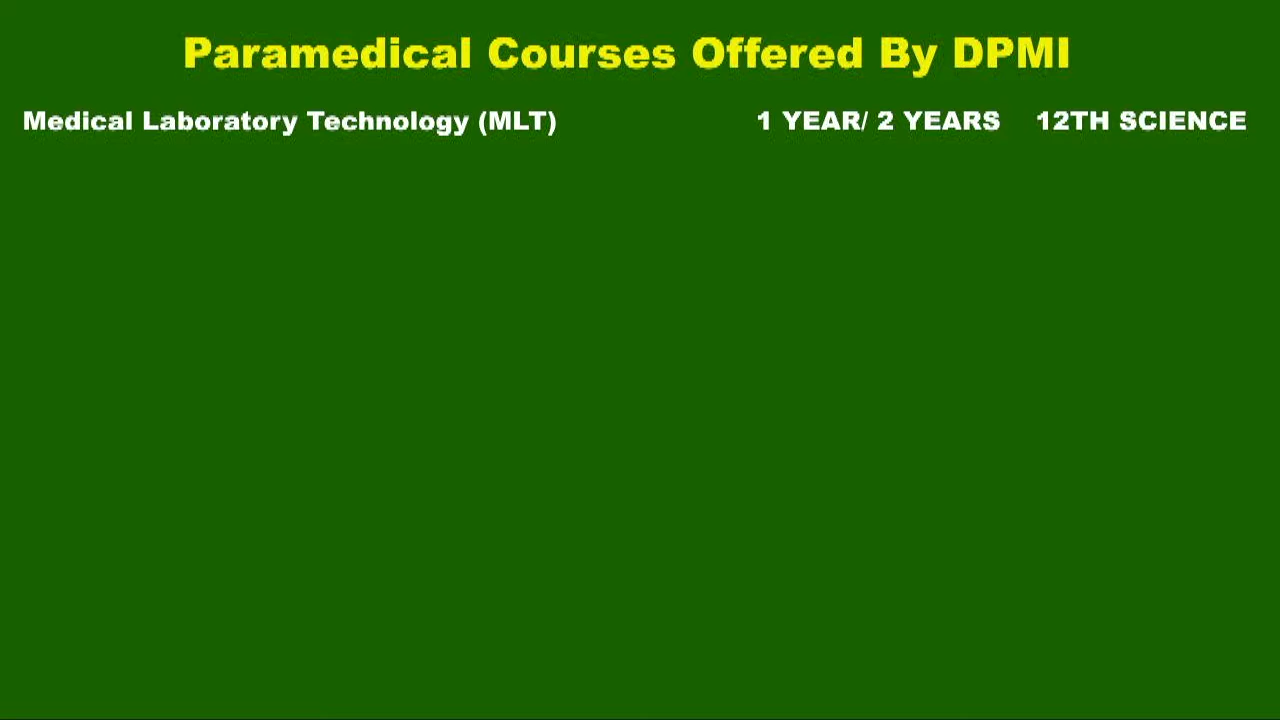 Paramedical Courses Offered By DPMI
Medical Laboratory Technology (MLT) 1 YEAR/ 2 YEARS 12TH SCIENCE